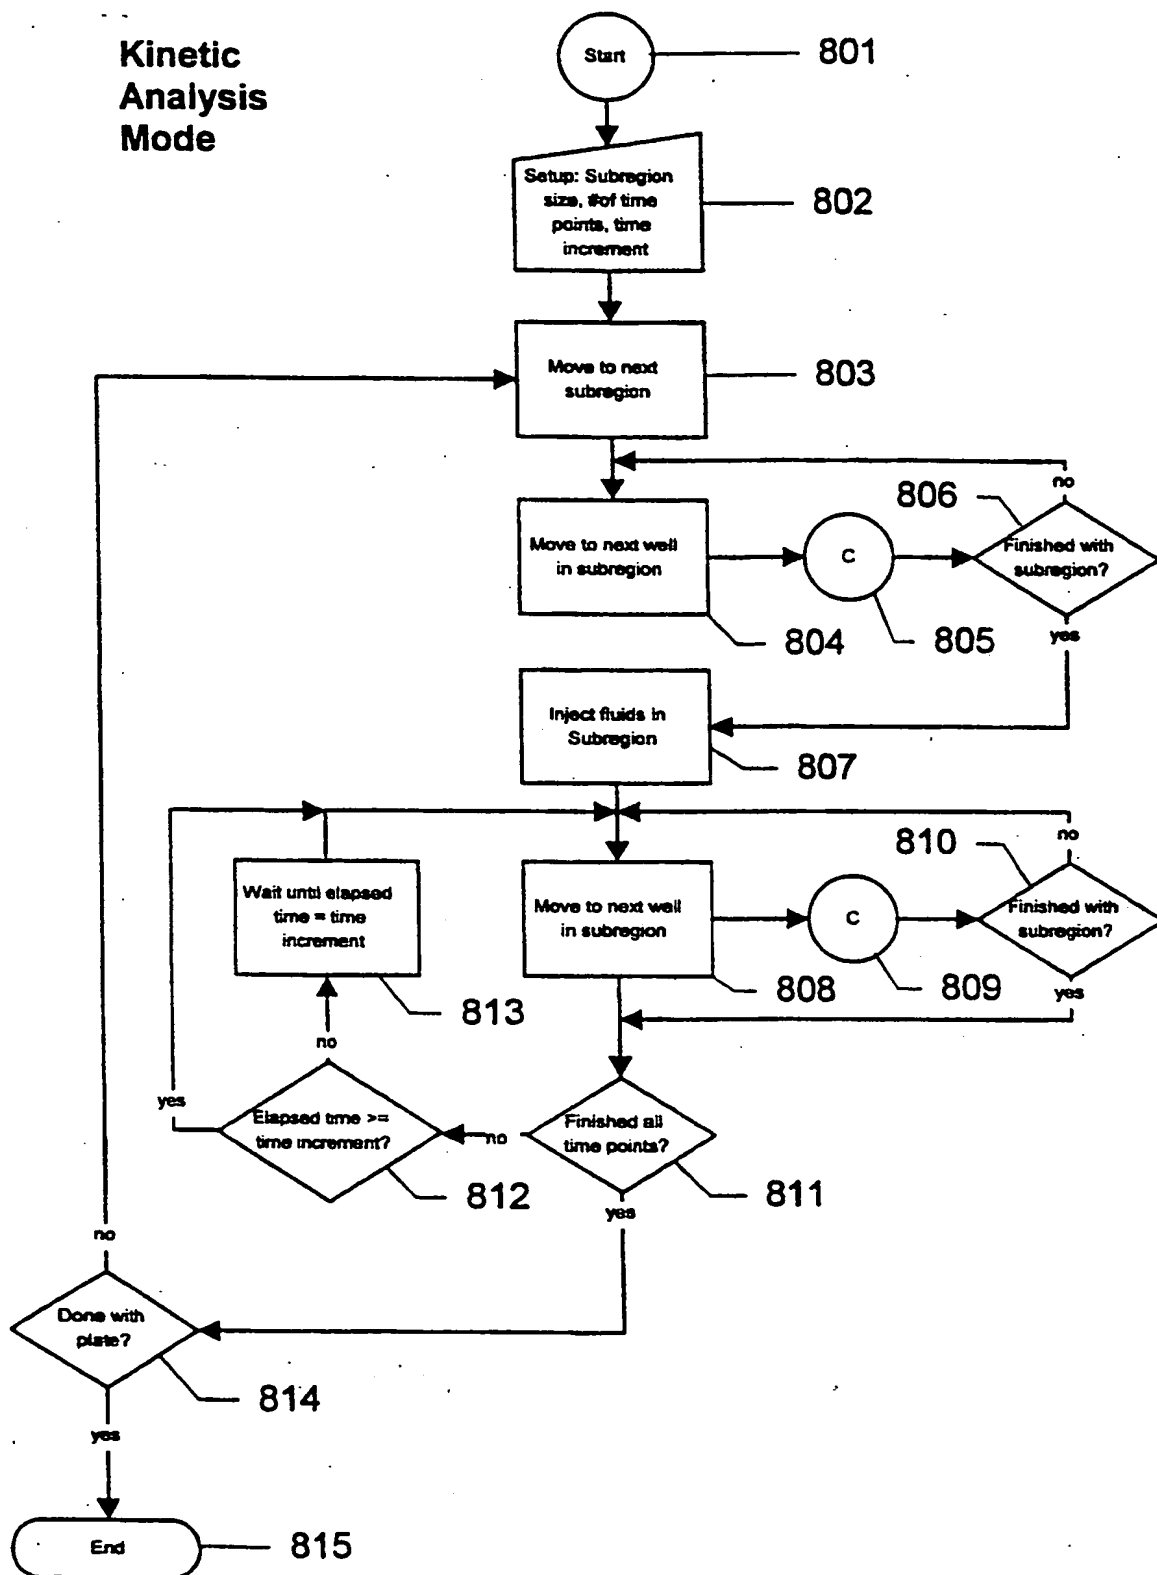 Kinetic
Analysis
Mode
Start
801
Setup: Subregion
size, #of time
points, time
increment
802
Move to next
subregion
803
no
806
Move to next well
in subregion
C
Finished with
subregion?
804
805
yes
Inject fluids in
Subregion
807
no
810
Wait until elapsed
time = time
increment
Move to next well
in subregion
C
Finished with
subregion?
813
808
809
yes
no
yes
Elapsed time >=
time increment?
no
Finished all
time points?
812
811
yes
no
Done with
plate?
814
yes
End
815